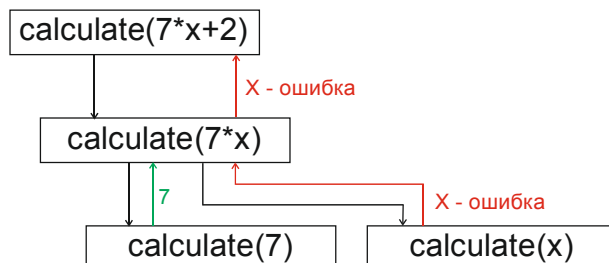 calculate(7*x+2)
X - ошибка
calculate(7*x)
7
X - ошибка
calculate(7)
calculate(x)